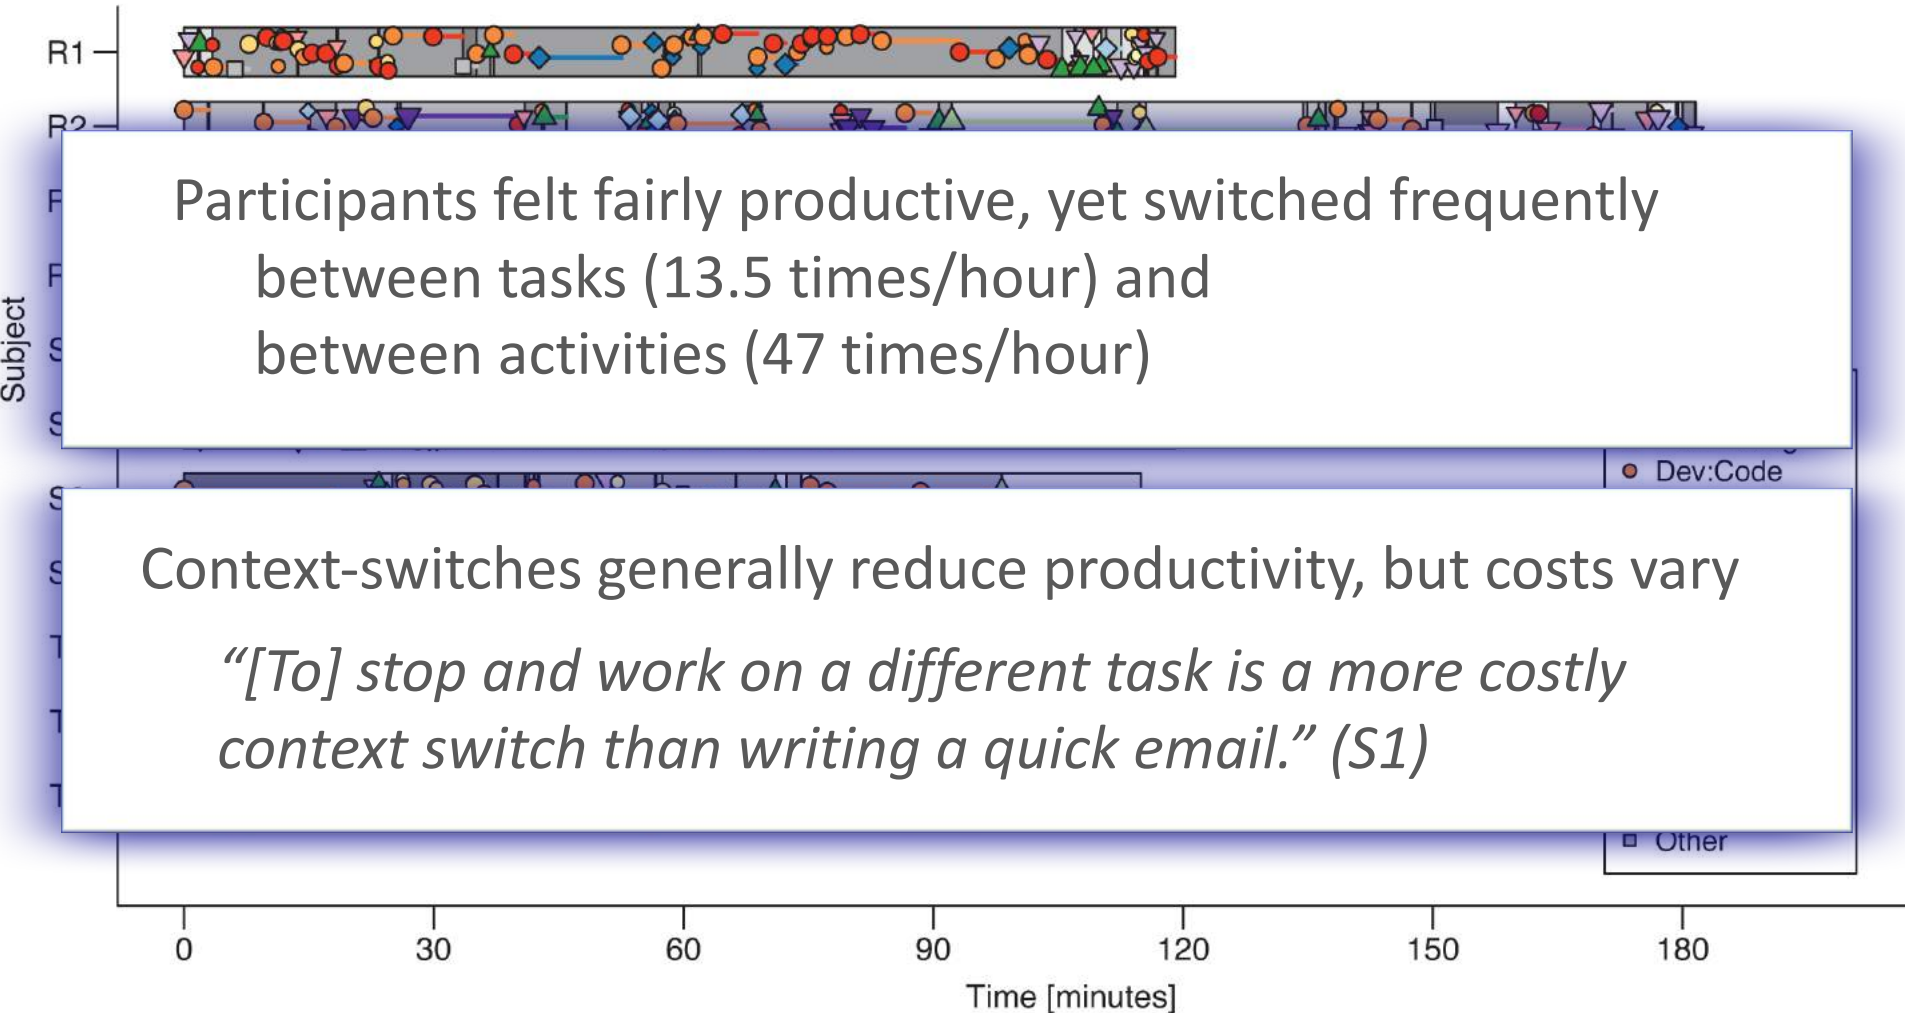 R1
R2
Participants felt fairly productive, yet switched frequently
between tasks (13.5 times/hour) and
between activities (47 times/hour)
Subject
Dev:Code
Context-switches generally reduce productivity, but costs vary
“[To] stop and work on a different task is a more costly
context switch than writing a quick email.” (S1)
Other
0 30 60 90 120 150 180
Time [minutes]